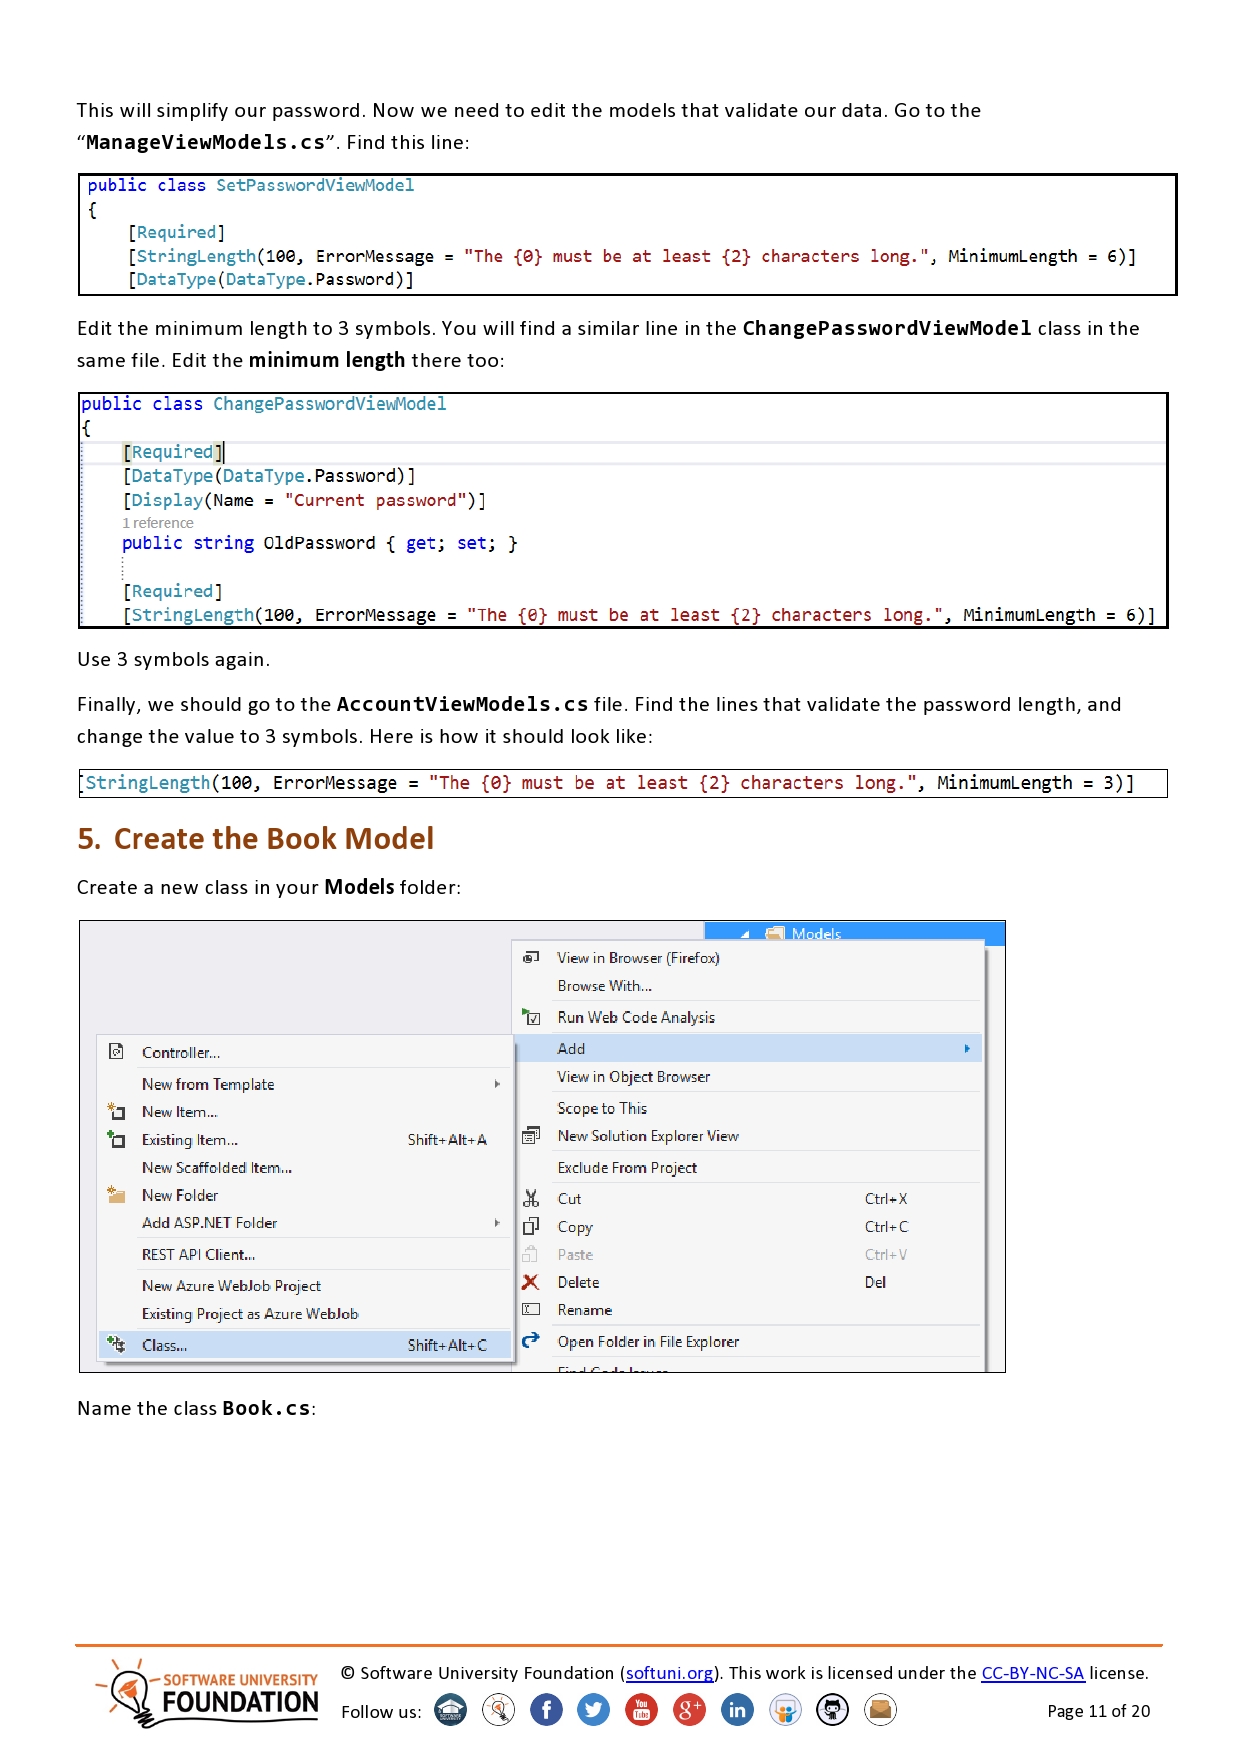 This will simplify our password. Now we need to edit the models that validate our data. Go to the
“ManageViewModels.cs”. Find this line:
public class SetPasswordViewModel
{
[Required]
[StringLength(100, ErrorMessage = "The {0} must be at least {2} characters long.", MinimumLength = 6)]
[DataType(DataType.Password)]
Edit the minimum length to 3 symbols. You will find a similar line in the ChangePasswordViewModel class in the
same file. Edit the minimum length there too:
public class ChangePasswordViewModel
{
[Required]
[DataType(DataType.Password)]
[Display(Name = "Current password")]
1 reference
public string OldPassword { get; set; }
[Required]
[StringLength(100, ErrorMessage = "The {0} must be at least {2} characters long.", MinimumLength = 6)]
Use 3 symbols again.
Finally, we should go to the AccountViewModels.cs file. Find the lines that validate the password length, and
change the value to 3 symbols. Here is how it should look like:
[StringLength(100, ErrorMessage = "The {0} must be at least {2} characters long.", MinimumLength = 3)]
5. Create the Book Model
Create a new class in your Models folder:
Models
View in Browser (Firefox)
Browse With...
Run Web Code Analysis
Add
View in Object Browser
Scope to This
New Solution Explorer View
Exclude From Project
Cut Ctrl+X
Copy Ctrl+C
Paste Ctrl+V
Delete Del
Rename
Open Folder in File Explorer
Find Code Issues
Controller...
New from Template
New Item...
Existing Item... Shift+Alt+A
New Scaffolded Item...
New Folder
Add ASP.NET Folder
REST API Client...
New Azure WebJob Project
Existing Project as Azure WebJob
Class... Shift+Alt+C
Name the class Book.cs:
SOFTWARE UNIVERSITY
FOUNDATION
© Software University Foundation (softuni.org). This work is licensed under the CC-BY-NC-SA license.
Follow us:
You
Tube
g+
in
Page 11 of 20